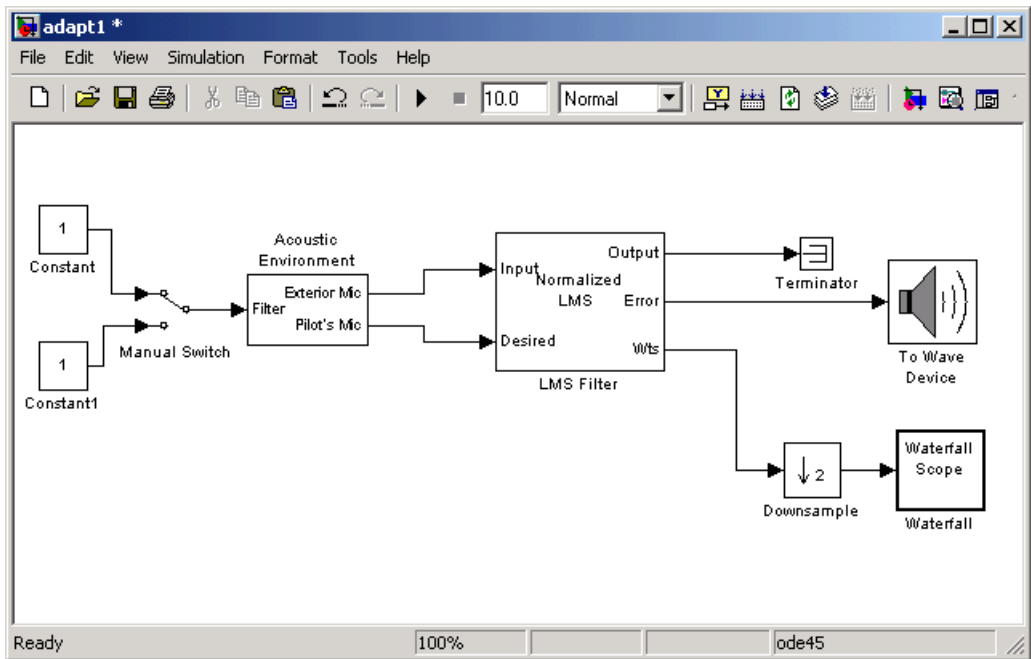 adapt1 *
File Edit View Simulation Format Tools Help
10.0 Normal
1
Constant
1
Constant1
Manual Switch
Acoustic
Environment
Filter
Exterior Mic
Pilot's Mic
Input
Desired
Normalized
LMS
Output
Error
Wts
LMS Filter
Terminator
To Wave
Device
2
Downsample
Waterfall
Scope
Waterfall
Ready 100% ode45